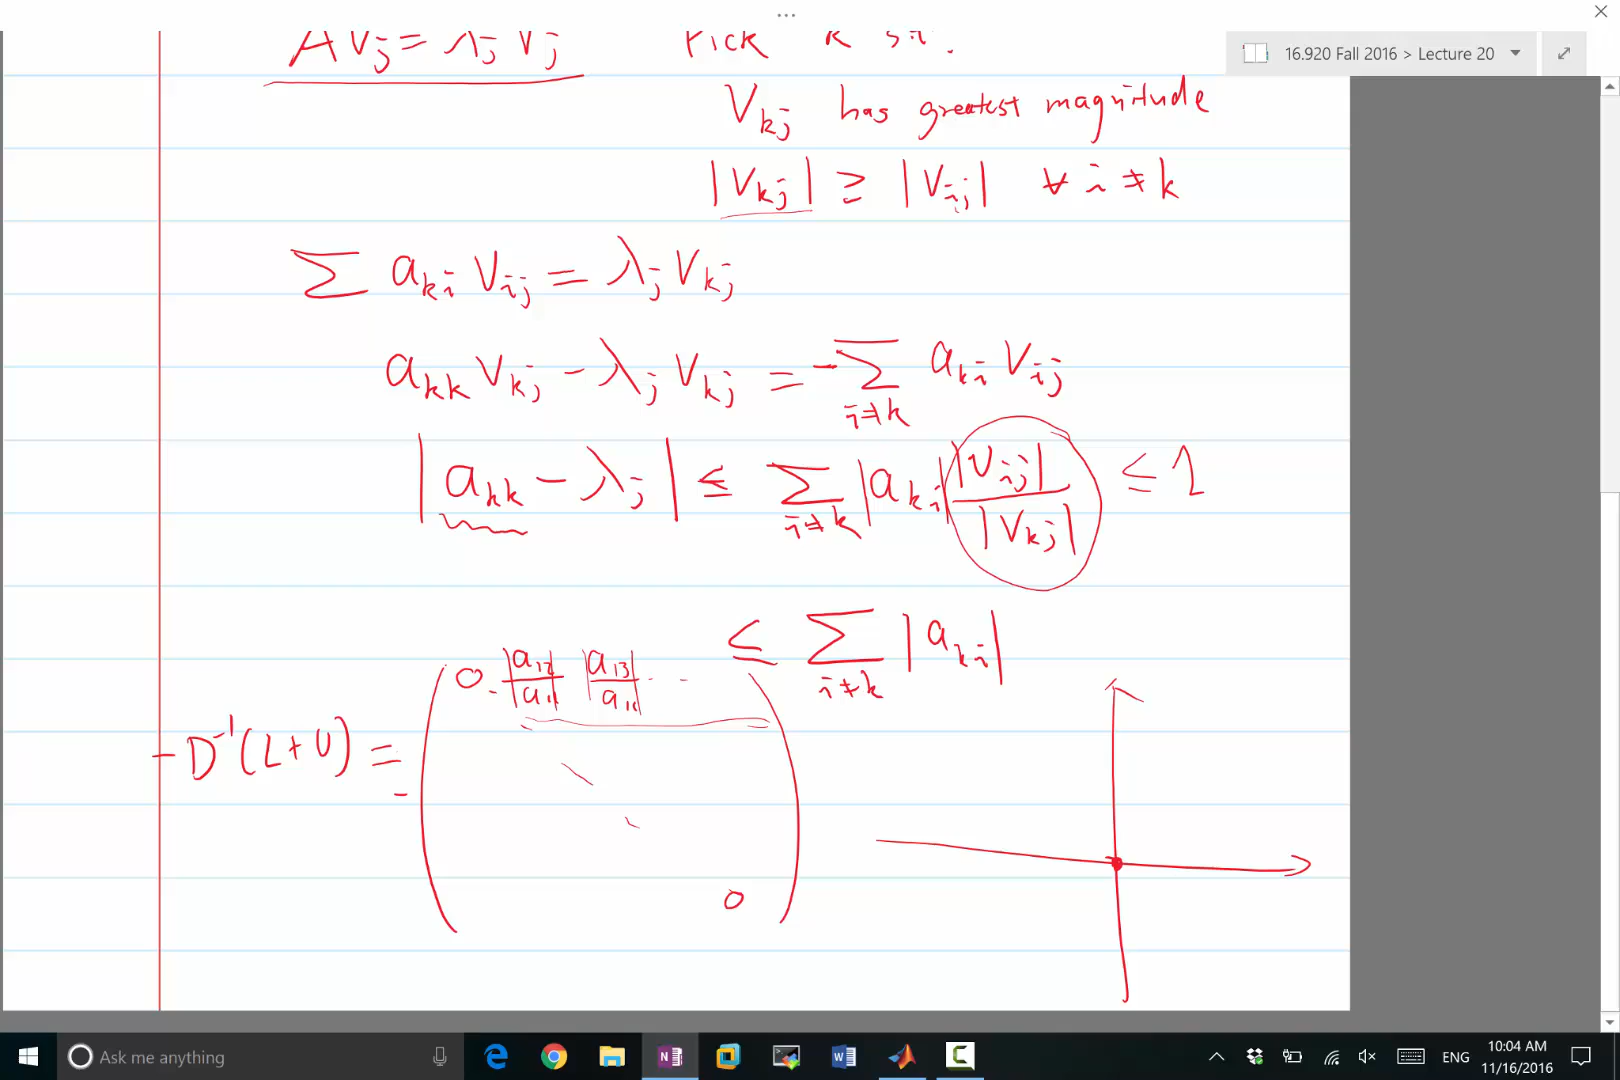 16.920 Fall 2016 > Lecture 20
A V_j = λ_j V_j Pick k s.t.
V_kj has greatest magnitude
|V_kj| ≥ |V_ij| ∀ i ≠ k
Σ a_ki V_ij = λ_j V_kj
a_kk V_kj - λ_j V_kj = - Σ_{i≠k} a_ki V_ij
|a_kk - λ_j| ≤ Σ_{i≠k} |a_ki| |V_ij| / |V_kj| ≤ 1
≤ Σ_{i≠k} |a_ki|
0 |a_12|/|a_11| |a_13|/|a_11| . .
- D^-1 (L + U) =
0
Ask me anything
ENG
10:04 AM
11/16/2016